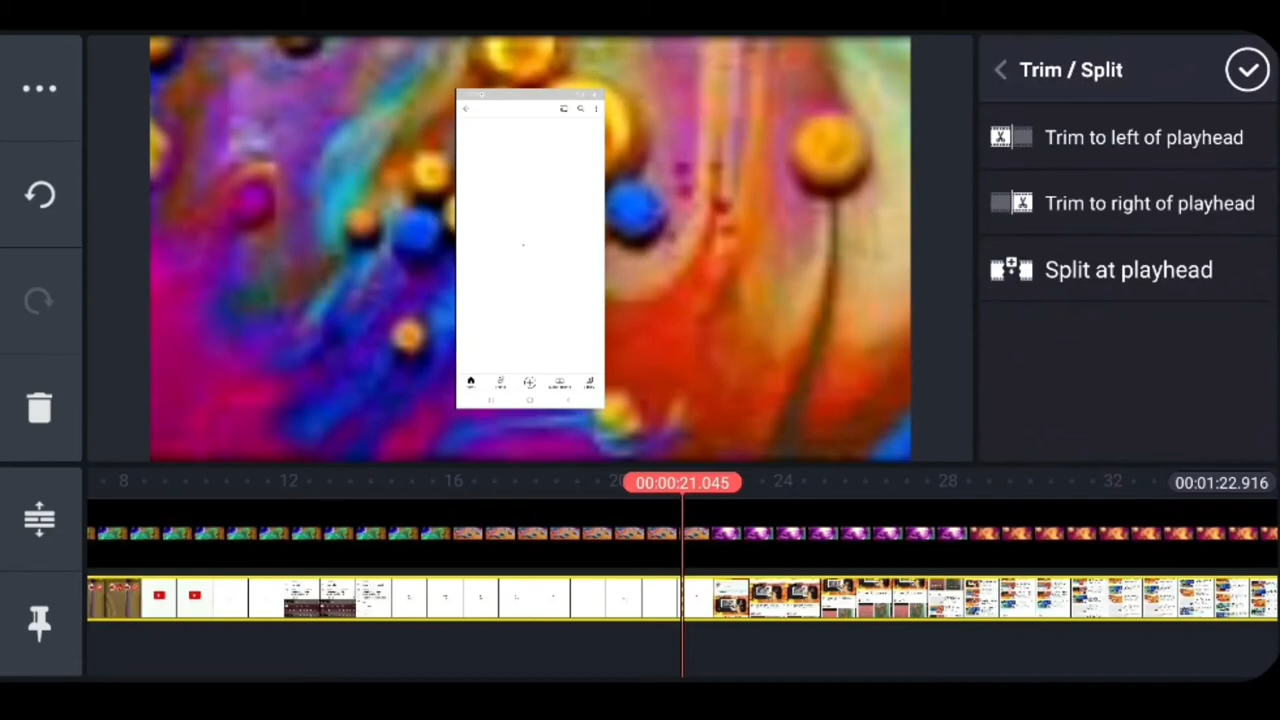 Trim / Split
Trim to left of playhead
Trim to right of playhead
Split at playhead
8
12
16
20
00:00:21.045
24
28
32
00:01:22.916